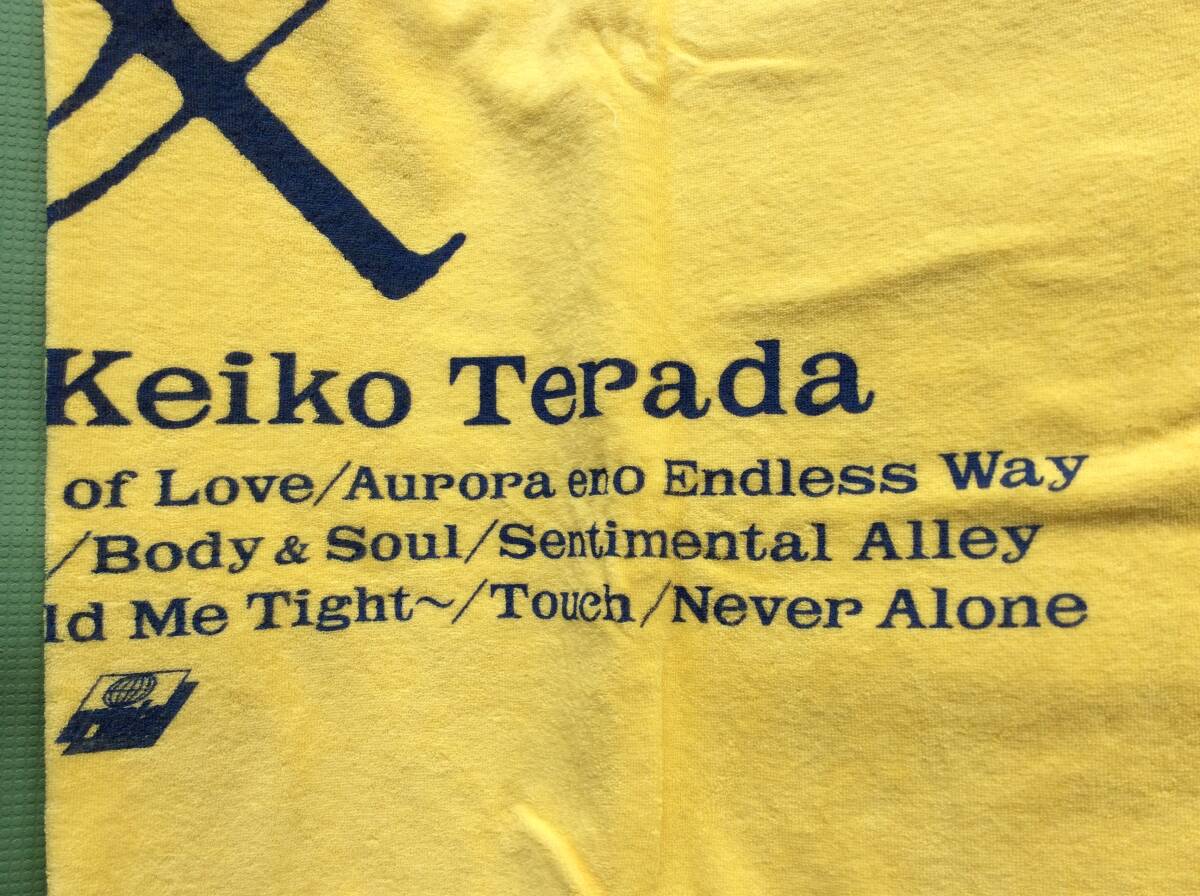 Keiko Terada
of Love/Aurora eno Endless Way
/Body & Soul/Sentimental Alley
ld Me Tight~/Touch/Never Alone